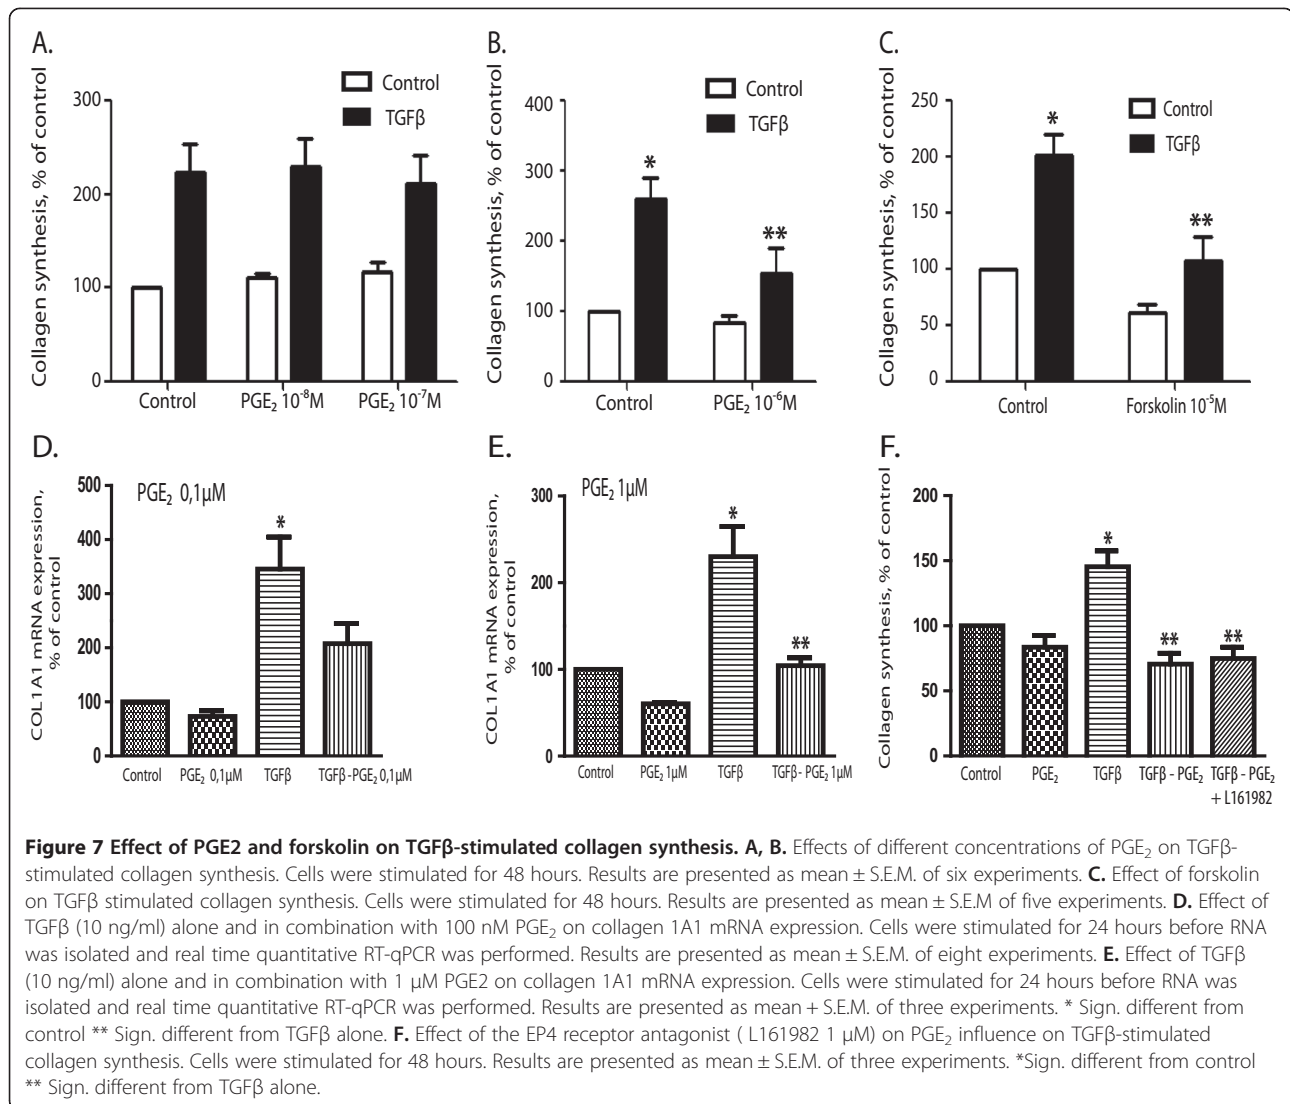 A.
Collagen synthesis, % of control
Control
TGFβ
300
200
100
0
Control
PGE₂ 10⁻⁸M
PGE₂ 10⁻⁷M
B.
Collagen synthesis, % of control
Control
TGFβ
400
300
200
100
0
*
**
Control
PGE₂ 10⁻⁶M
C.
Collagen synthesis, % of control
Control
TGFβ
250
200
150
100
50
0
*
**
Control
Forskolin 10⁻⁵M
D.
COL1A1 mRNA expression,
% of control
PGE₂ 0,1µM
500
400
300
200
100
0
*
Control
PGE₂ 0,1µM
TGFβ
TGFβ-PGE₂ 0,1µM
E.
COL1A1 mRNA expression,
% of control
PGE₂ 1µM
300
200
100
0
*
**
Control
PGE₂ 1µM
TGFβ
TGFβ- PGE₂ 1µM
F.
Collagen synthesis, % of control
200
150
100
50
0
*
**
**
Control
PGE₂
TGFβ
TGFβ - PGE₂
TGFβ - PGE₂
+ L161982
Figure 7 Effect of PGE2 and forskolin on TGFβ-stimulated collagen synthesis. A, B. Effects of different concentrations of PGE₂ on TGFβ-
stimulated collagen synthesis. Cells were stimulated for 48 hours. Results are presented as mean ± S.E.M. of six experiments. C. Effect of forskolin
on TGFβ stimulated collagen synthesis. Cells were stimulated for 48 hours. Results are presented as mean ± S.E.M of five experiments. D. Effect of
TGFβ (10 ng/ml) alone and in combination with 100 nM PGE₂ on collagen 1A1 mRNA expression. Cells were stimulated for 24 hours before RNA
was isolated and real time quantitative RT-qPCR was performed. Results are presented as mean ± S.E.M. of eight experiments. E. Effect of TGFβ
(10 ng/ml) alone and in combination with 1 µM PGE2 on collagen 1A1 mRNA expression. Cells were stimulated for 24 hours before RNA was
isolated and real time quantitative RT-qPCR was performed. Results are presented as mean + S.E.M. of three experiments. * Sign. different from
control ** Sign. different from TGFβ alone. F. Effect of the EP4 receptor antagonist ( L161982 1 µM) on PGE₂ influence on TGFβ-stimulated
collagen synthesis. Cells were stimulated for 48 hours. Results are presented as mean ± S.E.M. of three experiments. *Sign. different from control
** Sign. different from TGFβ alone.